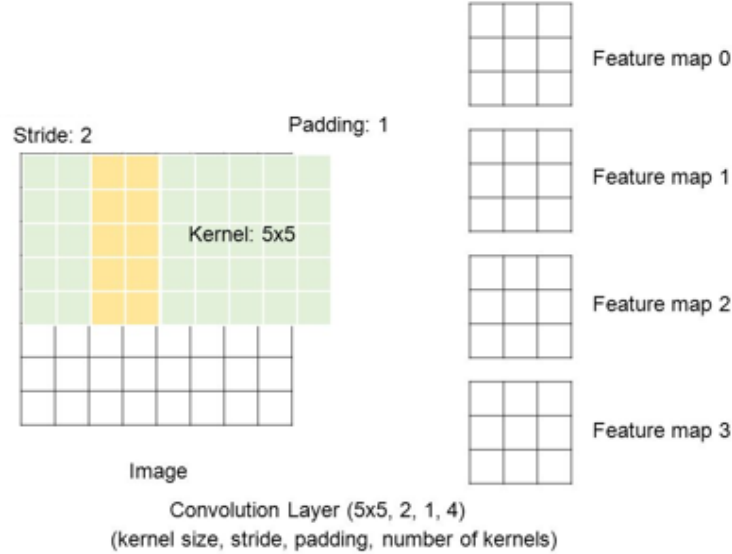 Stride: 2
Padding: 1
Kernel: 5x5
Image
Feature map 0
Feature map 1
Feature map 2
Feature map 3
Convolution Layer (5x5, 2, 1, 4)
(kernel size, stride, padding, number of kernels)